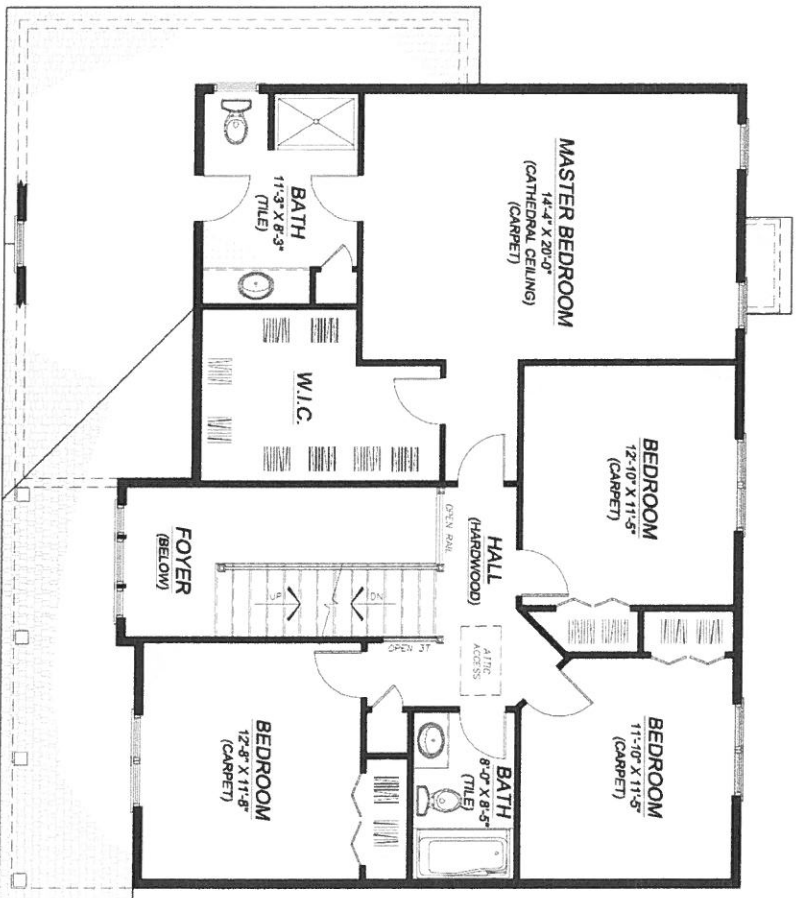 MASTER BEDROOM
14'-4" X 20'-0"
(CATHEDRAL CEILING)
(CARPET)
BATH
11'-3" X 8'-3"
(TILE)
W.I.C.
BEDROOM
12'-10" X 11'-5"
(CARPET)
HALL
(HARDWOOD)
OPEN RAIL
FOYER
(BELOW)
UP
DN
OPEN 3T
ATTIC
ACCESS
BEDROOM
11'-10" X 11'-5"
(CARPET)
BATH
8'-0" X 8'-5"
(TILE)
BEDROOM
12'-8" X 11'-8"
(CARPET)